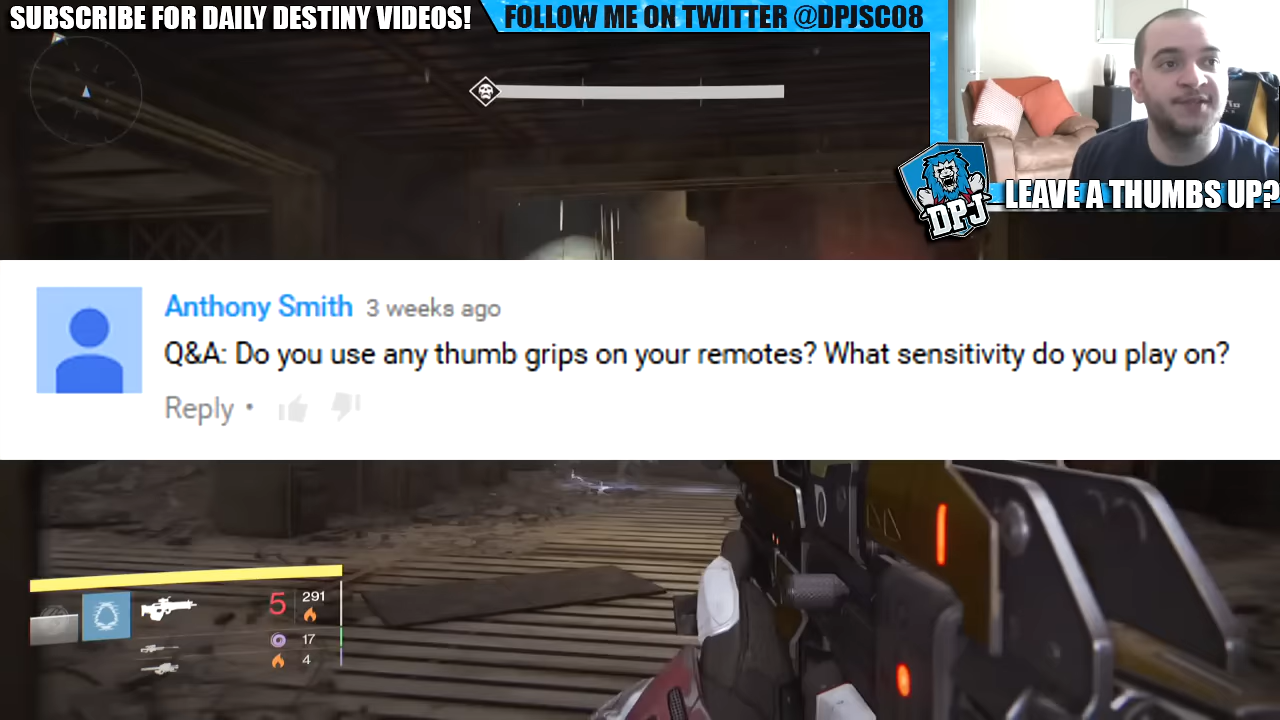 SUBSCRIBE FOR DAILY DESTINY VIDEOS!
FOLLOW ME ON TWITTER @DPJSC08
DPJ
LEAVE A THUMBS UP?
Anthony Smith 3 weeks ago
Q&A: Do you use any thumb grips on your remotes? What sensitivity do you play on?
Reply •
5 291
17
4